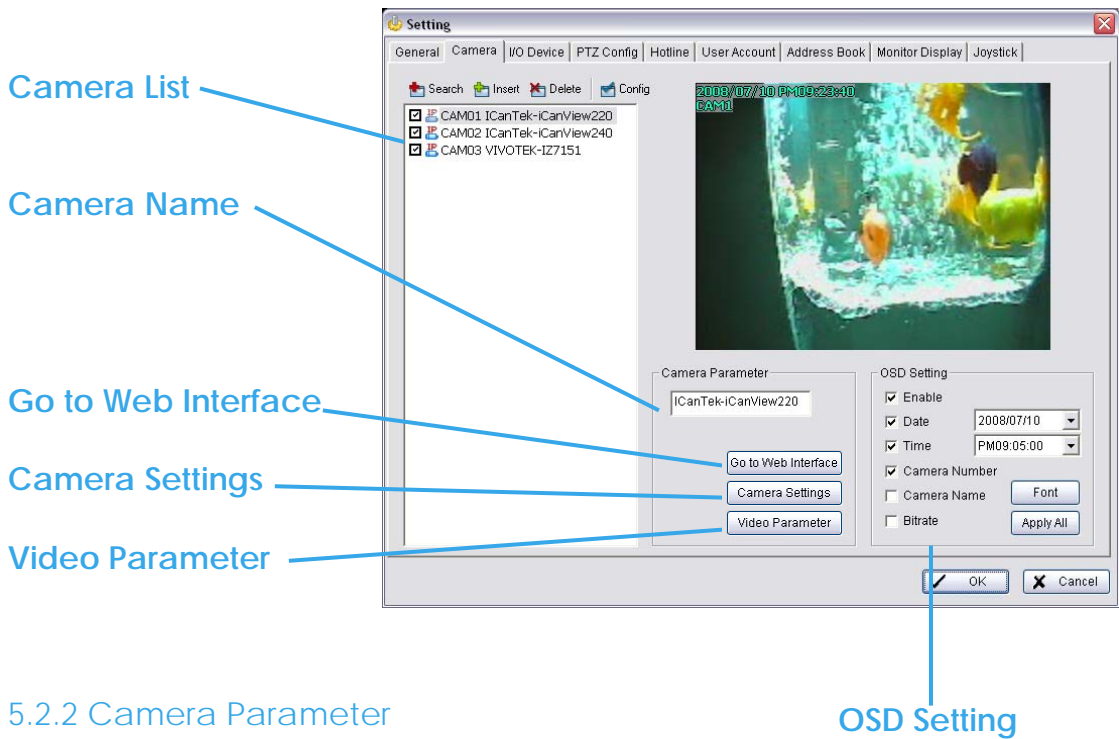 Setting
General Camera I/O Device PTZ Config Hotline User Account Address Book Monitor Display Joystick
Camera List
Search Insert Delete Config
CAM01 ICanTek-iCanView220
CAM02 ICanTek-iCanView240
CAM03 VIVOTEK-IZ7151
2008/07/10 PM09:23:40
CAM1
Camera Name
Camera Parameter
ICanTek-iCanView220
Go to Web Interface
Go to Web Interface
Camera Settings
Camera Settings
Video Parameter
Video Parameter
OSD Setting
Enable
Date 2008/07/10
Time PM09:05:00
Camera Number
Camera Name Font
Bitrate Apply All
OK Cancel
5.2.2 Camera Parameter
OSD Setting